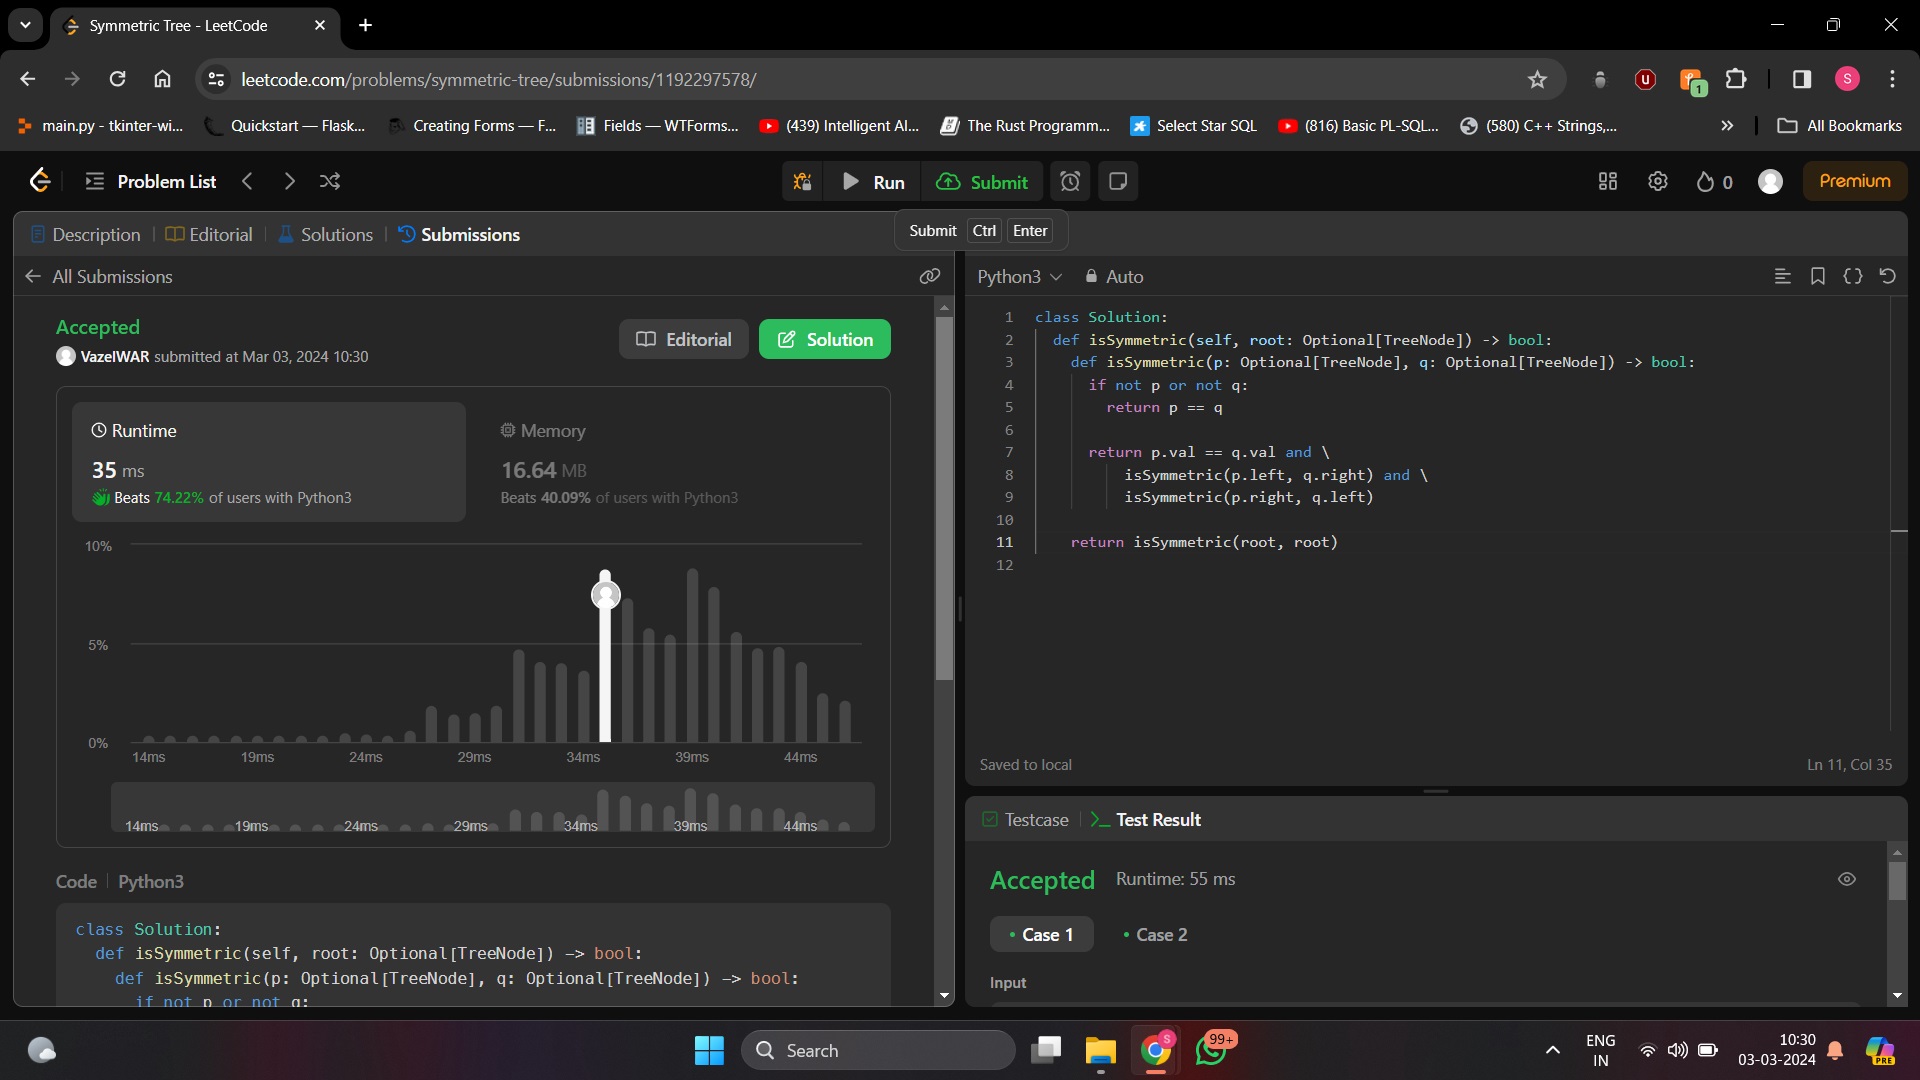 Symmetric Tree - LeetCode
leetcode.com/problems/symmetric-tree/submissions/1192297578/
U
1
S
main.py - tkinter-wi...
Quickstart — Flask...
Creating Forms — F...
Fields — WTForms...
(439) Intelligent AI...
The Rust Programm...
Select Star SQL
(816) Basic PL-SQL...
(580) C++ Strings,...
All Bookmarks
Problem List
Run
Submit
0
Premium
Description
Editorial
Solutions
Submissions
Submit Ctrl Enter
All Submissions
Accepted
VazelWAR submitted at Mar 03, 2024 10:30
Editorial
Solution
Runtime
35 ms
Beats 74.22% of users with Python3
Memory
16.64 MB
Beats 40.09% of users with Python3
10%
5%
0%
14ms 19ms 24ms 29ms 34ms 39ms 44ms
14ms 19ms 24ms 29ms 34ms 39ms 44ms
Code Python3
class Solution:
def isSymmetric(self, root: Optional[TreeNode]) -> bool:
def isSymmetric(p: Optional[TreeNode], q: Optional[TreeNode]) -> bool:
if not p or not q:
Python3
Auto
1 class Solution:
2 def isSymmetric(self, root: Optional[TreeNode]) -> bool:
3 def isSymmetric(p: Optional[TreeNode], q: Optional[TreeNode]) -> bool:
4 if not p or not q:
5 return p == q
6
7 return p.val == q.val and \
8 isSymmetric(p.left, q.right) and \
9 isSymmetric(p.right, q.left)
10
11 return isSymmetric(root, root)
12
Saved to local
Ln 11, Col 35
Testcase
Test Result
Accepted Runtime: 55 ms
Case 1
Case 2
Input
Search
S
99+
ENG
IN
10:30
03-03-2024
PRE